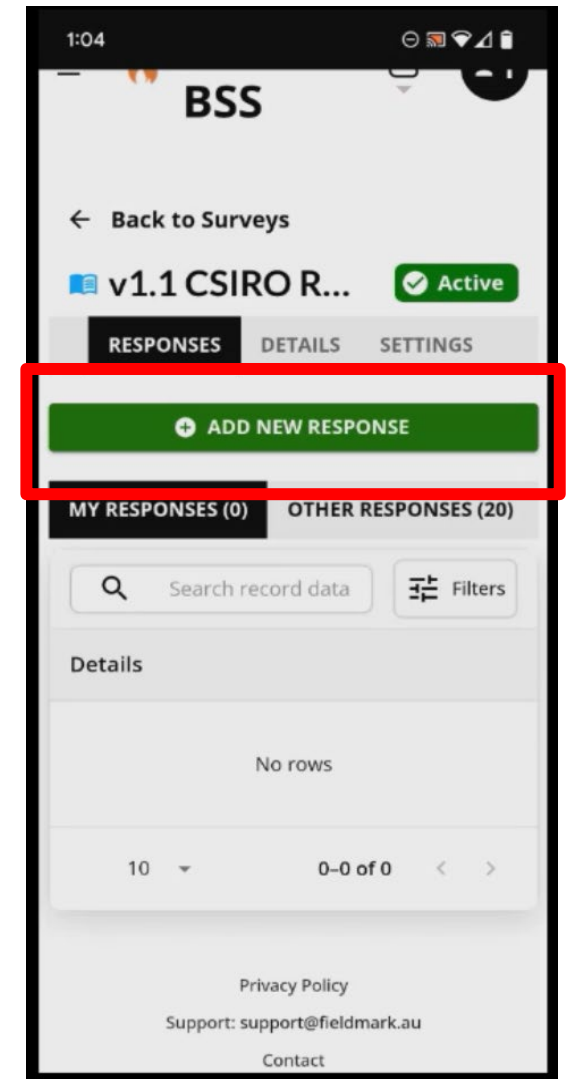 1:04
BSS
Back to Surveys
v1.1 CSIRO R... Active
RESPONSES DETAILS SETTINGS
ADD NEW RESPONSE
MY RESPONSES (0) OTHER RESPONSES (20)
Search record data Filters
Details
No rows
10 0–0 of 0
Privacy Policy
Support: support@fieldmark.au
Contact